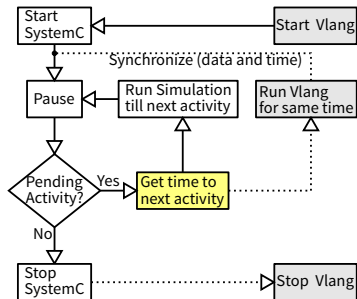 Start
SystemC
Start Vlang
Synchronize (data and time)
Pause
Run Simulation
till next activity
Run Vlang
for same time
Pending
Activity?
Yes
Get time to
next activity
No
Stop
SystemC
Stop Vlang